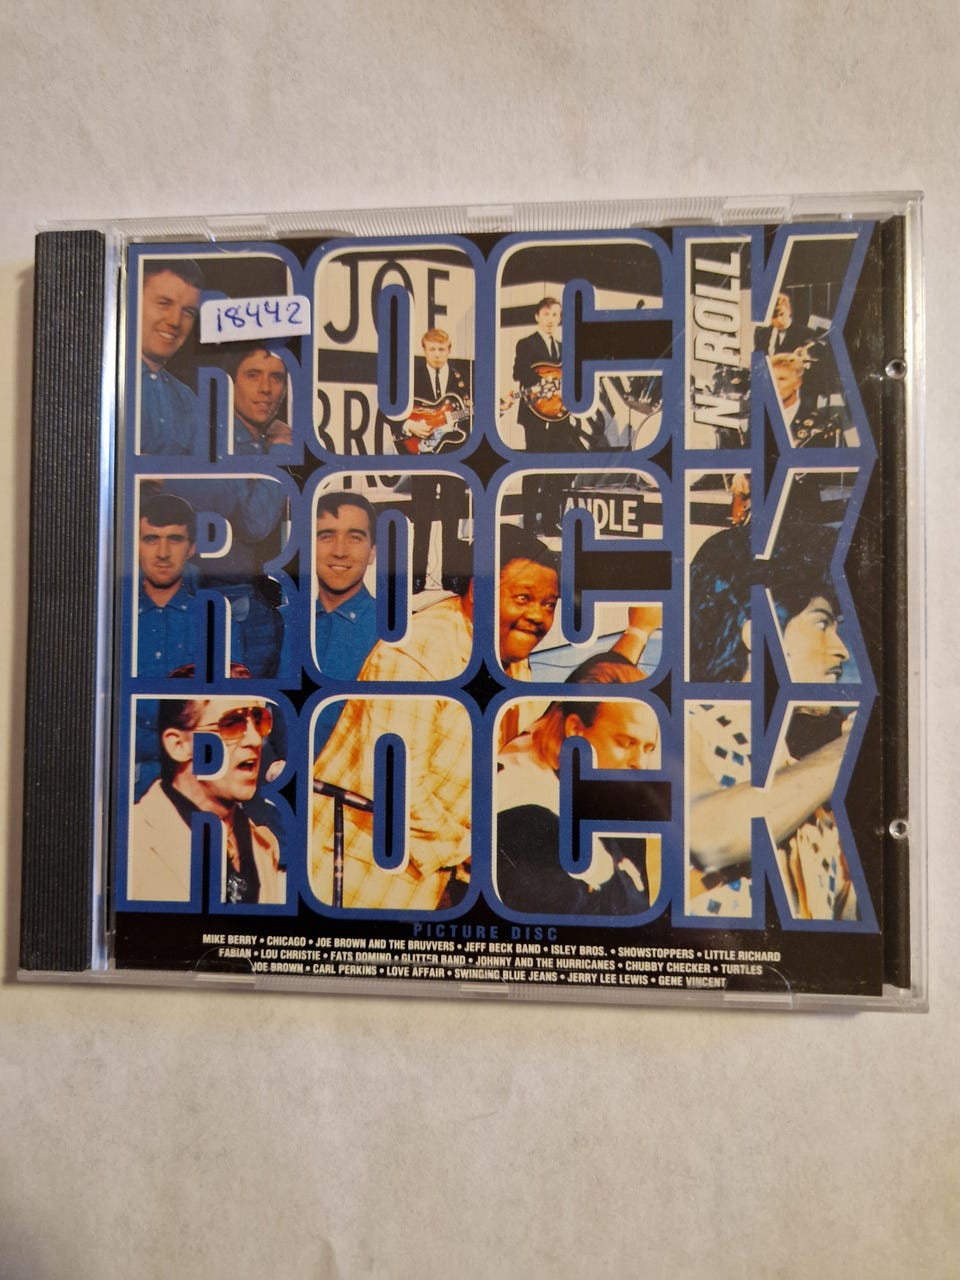 18442
ROCK
N' ROLL
JOE
BRO
ROCK
ANDLE
ROCK
PICTURE DISC
MIKE BERRY • CHICAGO • JOE BROWN AND THE BRUVVERS • JEFF BECK BAND • ISLEY BROS. • SHOWSTOPPERS • LITTLE RICHARD
FABIAN • LOU CHRISTIE • FATS DOMINO • GLITTER BAND • JOHNNY AND THE HURRICANES • CHUBBY CHECKER • TURTLES
JOE BROWN • CARL PERKINS • LOVE AFFAIR • SWINGING BLUE JEANS • JERRY LEE LEWIS • GENE VINCENT